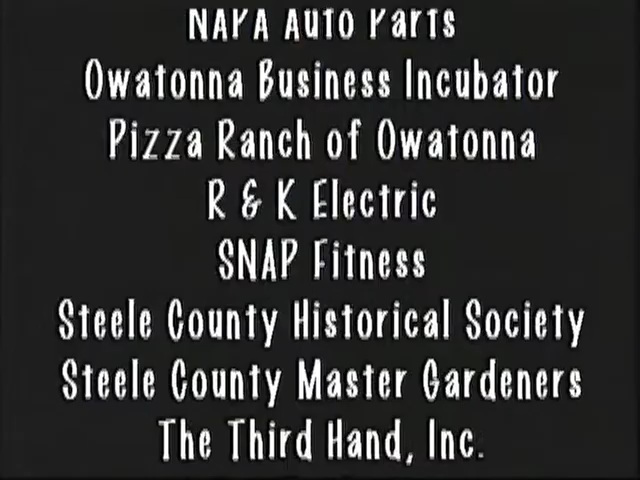 NAPA Auto Parts
Owatonna Business Incubator
Pizza Ranch of Owatonna
R & K Electric
SNAP Fitness
Steele County Historical Society
Steele County Master Gardeners
The Third Hand, Inc.